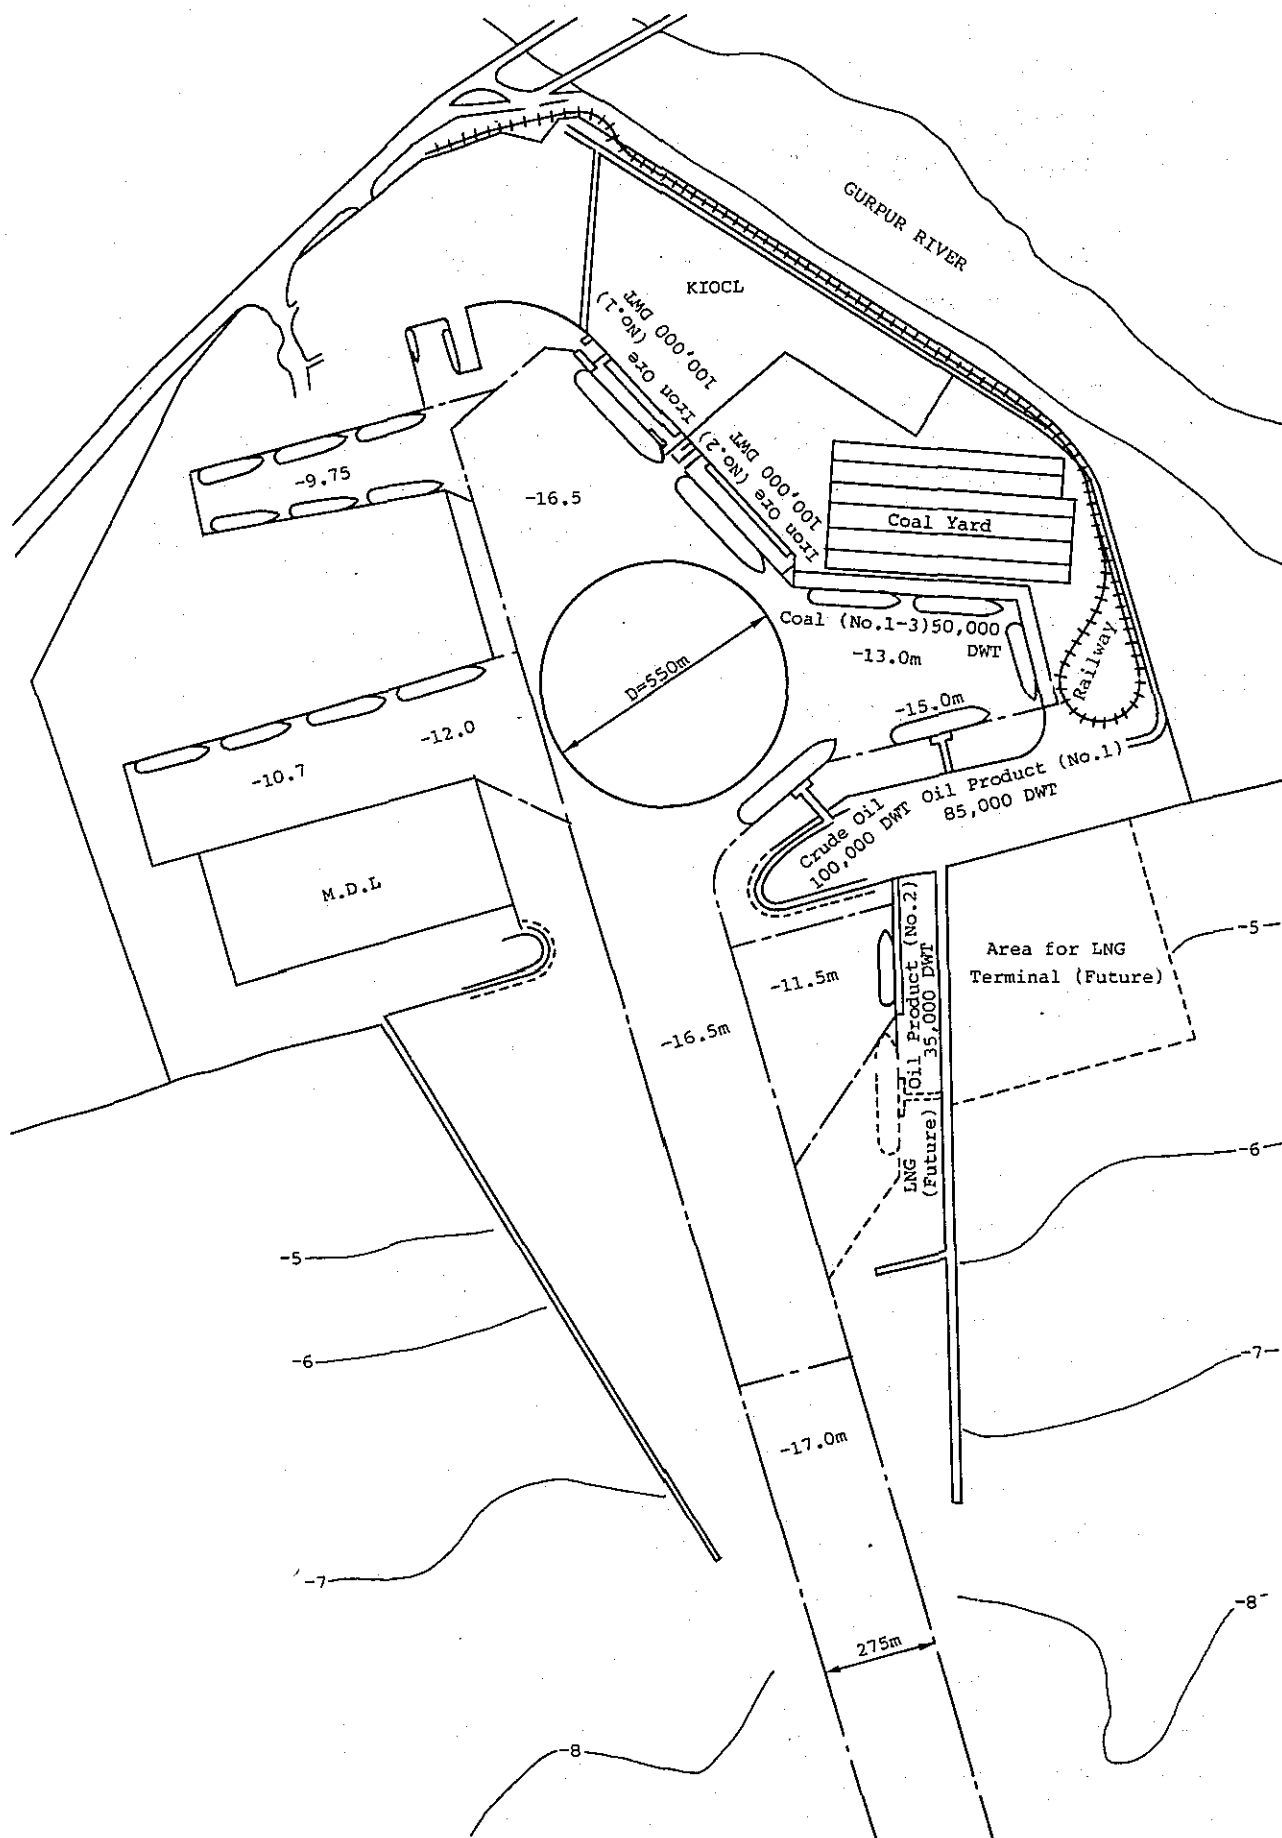 GURPUR RIVER
KIOCL
Iron Ore (No.1)
100,000 DWT
Iron Ore (No.2)
100,000 DWT
-9.75
-16.5
Coal Yard
Coal (No.1-3)50,000
DWT
-13.0m
D=550m
Railway
-15.0m
-12.0
-10.7
Oil Product (No.1)
85,000 DWT
Crude Oil
100,000 DWT
M.D.L
Oil Product (No.2)
35,000 DWT
-5
Area for LNG
Terminal (Future)
-11.5m
-16.5m
LNG
(Future)
-6
-5
-6
-7
-17.0m
-7
-8
275m
-8